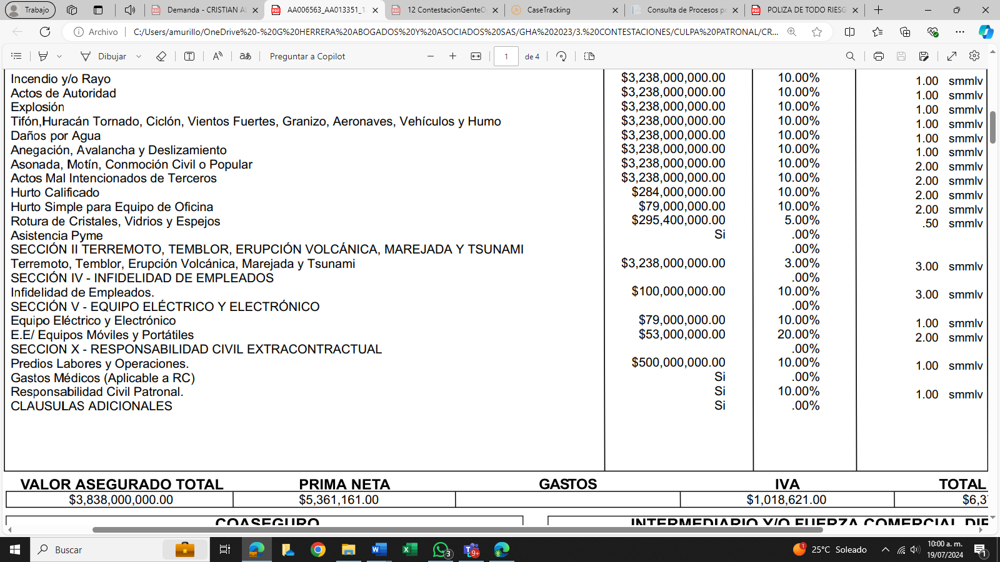 Trabajo
Demanda - CRISTIAN AL
AA006563_AA013351_1
12 ContestacionGenteO
CaseTracking
Consulta de Procesos p
POLIZA DE TODO RIESG
Archivo
C:/Users/amurillo/OneDrive%20-%20G%20HERRERA%20ABOGADOS%20Y%20ASOCIADOS%20SAS/GHA%202023/3.%20CONTESTACIONES/CULPA%20PATRONAL/CR...
Dibujar
Preguntar a Copilot
1 de 4
Incendio y/o Rayo $3,238,000,000.00 10.00% 1.00 smmlv
Actos de Autoridad $3,238,000,000.00 10.00% 1.00 smmlv
Explosión $3,238,000,000.00 10.00% 1.00 smmlv
Tifón,Huracán Tornado, Ciclón, Vientos Fuertes, Granizo, Aeronaves, Vehículos y Humo $3,238,000,000.00 10.00% 1.00 smmlv
Daños por Agua $3,238,000,000.00 10.00% 1.00 smmlv
Anegación, Avalancha y Deslizamiento $3,238,000,000.00 10.00% 1.00 smmlv
Asonada, Motín, Conmoción Civil o Popular $3,238,000,000.00 10.00% 2.00 smmlv
Actos Mal Intencionados de Terceros $3,238,000,000.00 10.00% 2.00 smmlv
Hurto Calificado $284,000,000.00 10.00% 2.00 smmlv
Hurto Simple para Equipo de Oficina $79,000,000.00 10.00% 2.00 smmlv
Rotura de Cristales, Vidrios y Espejos $295,400,000.00 5.00% .50 smmlv
Asistencia Pyme Si .00%
SECCIÓN II TERREMOTO, TEMBLOR, ERUPCIÓN VOLCÁNICA, MAREJADA Y TSUNAMI .00%
Terremoto, Temblor, Erupción Volcánica, Marejada y Tsunami $3,238,000,000.00 3.00% 3.00 smmlv
SECCIÓN IV - INFIDELIDAD DE EMPLEADOS .00%
Infidelidad de Empleados. $100,000,000.00 10.00% 3.00 smmlv
SECCIÓN V - EQUIPO ELÉCTRICO Y ELECTRÓNICO .00%
Equipo Eléctrico y Electrónico $79,000,000.00 10.00% 1.00 smmlv
E.E/ Equipos Móviles y Portátiles $53,000,000.00 20.00% 2.00 smmlv
SECCION X - RESPONSABILIDAD CIVIL EXTRACONTRACTUAL .00%
Predios Labores y Operaciones. $500,000,000.00 10.00% 1.00 smmlv
Gastos Médicos (Aplicable a RC) Si .00%
Responsabilidad Civil Patronal. Si 10.00% 1.00 smmlv
CLAUSULAS ADICIONALES Si .00%
VALOR ASEGURADO TOTAL PRIMA NETA GASTOS IVA TOTAL
$3,838,000,000.00 $5,361,161.00 $1,018,621.00 $6,3
COASEGURO INTERMEDIARIO Y/O FUERZA COMERCIAL DIR
Buscar
3
9+
1
25°C Soleado
10:00 a. m.
19/07/2024
1